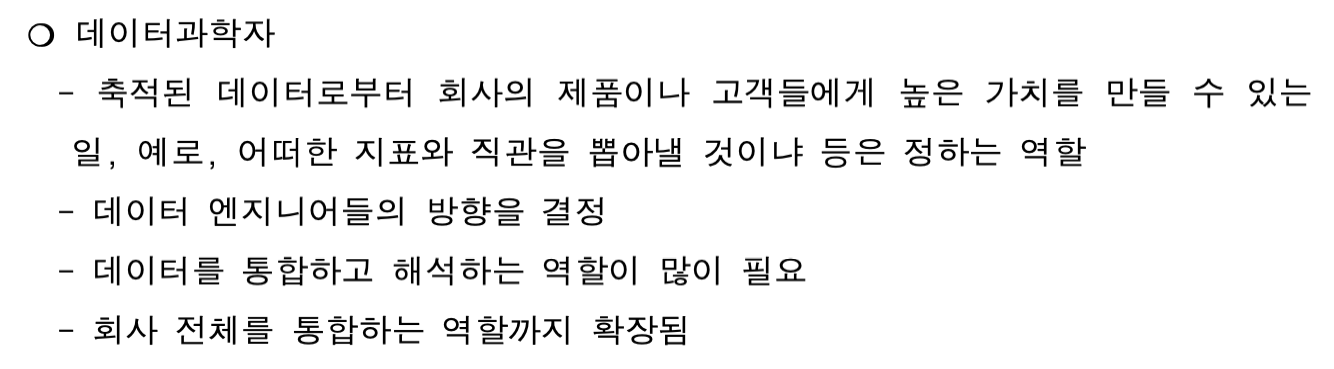 ❍ 데이터과학자
- 축적된 데이터로부터 회사의 제품이나 고객들에게 높은 가치를 만들 수 있는
일, 예로, 어떠한 지표와 직관을 뽑아낼 것이냐 등은 정하는 역할
- 데이터 엔지니어들의 방향을 결정
- 데이터를 통합하고 해석하는 역할이 많이 필요
- 회사 전체를 통합하는 역할까지 확장됨